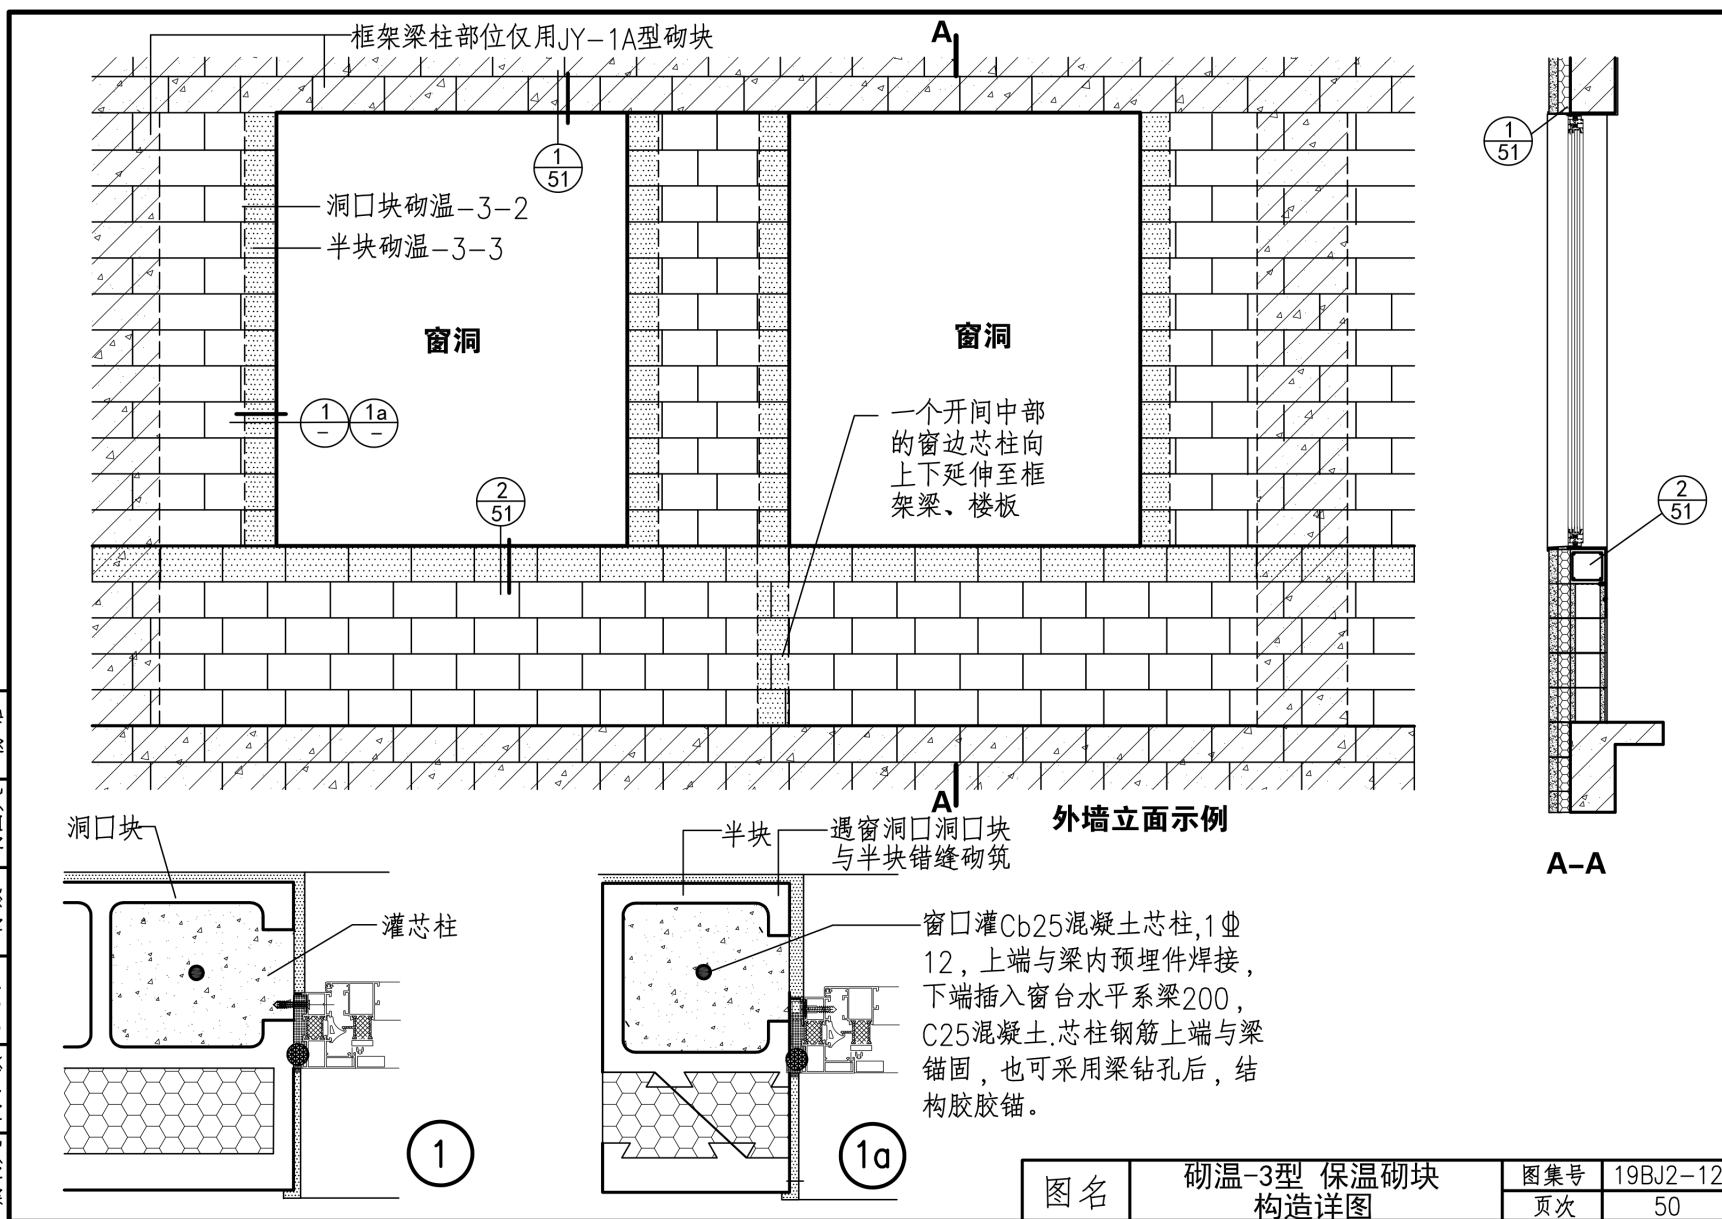 框架梁柱部位仅用JY-1A型砌块
A
1
51
1
51
洞口块砌温-3-2
半块砌温-3-3
窗洞
窗洞
1
-
1a
-
一个开间中部
的窗边芯柱向
上下延伸至框
架梁、楼板
2
51
2
51
A
外墙立面示例
A-A
洞口块
灌芯柱
1
半块
遇窗洞口洞口块
与半块错缝砌筑
窗口灌Cb25混凝土芯柱,1⌀
12，上端与梁内预埋件焊接，
下端插入窗台水平系梁200，
C25混凝土.芯柱钢筋上端与梁
锚固，也可采用梁钻孔后，结
构胶胶锚。
1a
图名
砌温-3型 保温砌块
构造详图
图集号
19BJ2-12
页次
50